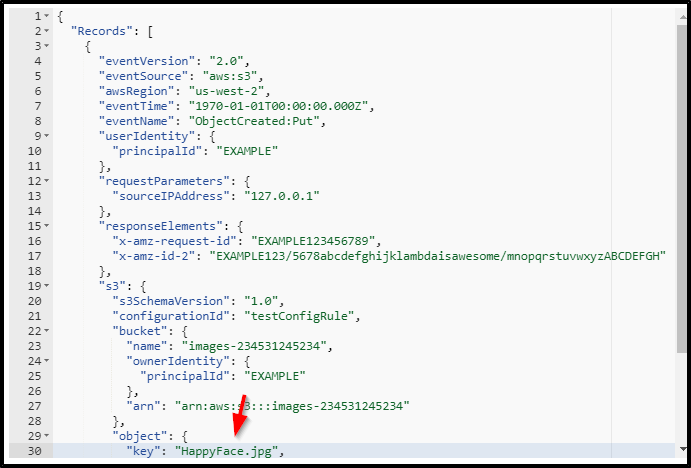 1 {
2 "Records": [
3 {
4 "eventVersion": "2.0",
5 "eventSource": "aws:s3",
6 "awsRegion": "us-west-2",
7 "eventTime": "1970-01-01T00:00:00.000Z",
8 "eventName": "ObjectCreated:Put",
9 "userIdentity": {
10 "principalId": "EXAMPLE"
11 },
12 "requestParameters": {
13 "sourceIPAddress": "127.0.0.1"
14 },
15 "responseElements": {
16 "x-amz-request-id": "EXAMPLE123456789",
17 "x-amz-id-2": "EXAMPLE123/5678abcdefghijklambdaisawesome/mnopqrstuvwxyzABCDEFGH"
18 },
19 "s3": {
20 "s3SchemaVersion": "1.0",
21 "configurationId": "testConfigRule",
22 "bucket": {
23 "name": "images-234531245234",
24 "ownerIdentity": {
25 "principalId": "EXAMPLE"
26 },
27 "arn": "arn:aws:s3:::images-234531245234"
28 },
29 "object": {
30 "key": "HappyFace.jpg",